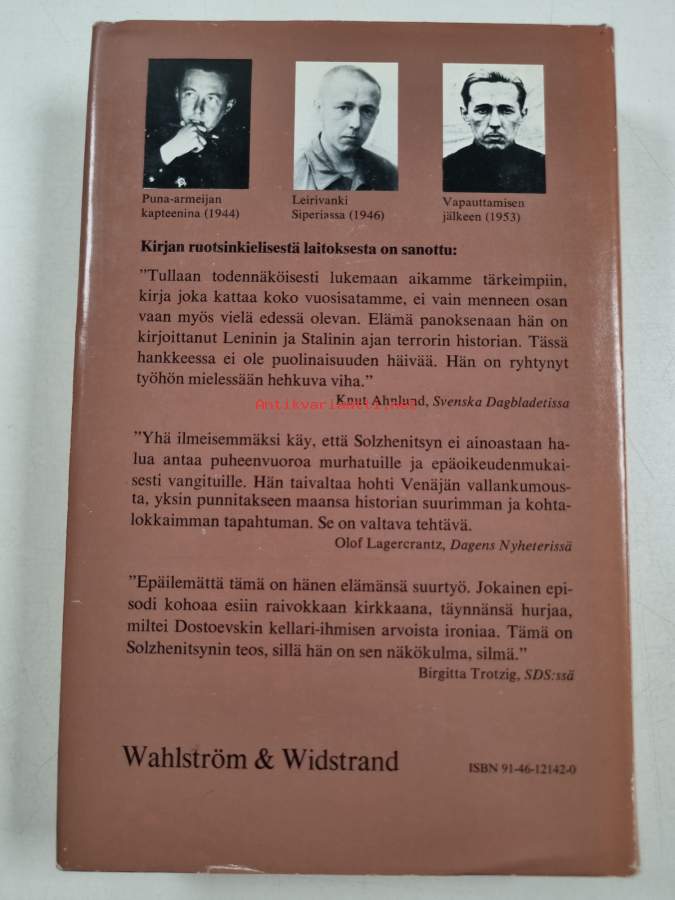 Puna-armeijan
kapteenina (1944)
Leirivanki
Siperiassa (1946)
Vapauttamisen
jälkeen (1953)
Kirjan ruotsinkielisestä laitoksesta on sanottu:
”Tullaan todennäköisesti lukemaan aikamme tärkeimpiin,
kirja joka kattaa koko vuosisatamme, ei vain menneen osan
vaan myös vielä edessä olevan. Elämä panoksenaan hän on
kirjoittanut Leninin ja Stalinin ajan terrorin historian. Tässä
hankkeessa ei ole puolinaisuuden häivää. Hän on ryhtynyt
työhön mielessään hehkuva viha.”
Knut Ahnlund, Svenska Dagbladetissa
Antikvariaatti.net
”Yhä ilmeisemmäksi käy, että Solzhenitsyn ei ainoastaan ha-
lua antaa puheenvuoroa murhatuille ja epäoikeudenmukai-
sesti vangituille. Hän taivaltaa hohti Venäjän vallankumous-
ta, yksin punnitakseen maansa historian suurimman ja kohta-
lokkaimman tapahtuman. Se on valtava tehtävä.
Olof Lagercrantz, Dagens Nyheterissä
”Epäilemättä tämä on hänen elämänsä suurtyö. Jokainen epi-
sodi kohoaa esiin raivokkaan kirkkaana, täynnänsä hurjaa,
miltei Dostoevskin kellari-ihmisen arvoista ironiaa. Tämä on
Solzhenitsynin teos, sillä hän on sen näkökulma, silmä.”
Birgitta Trotzig, SDS:ssä
Wahlström & Widstrand
ISBN 91-46-12142-0